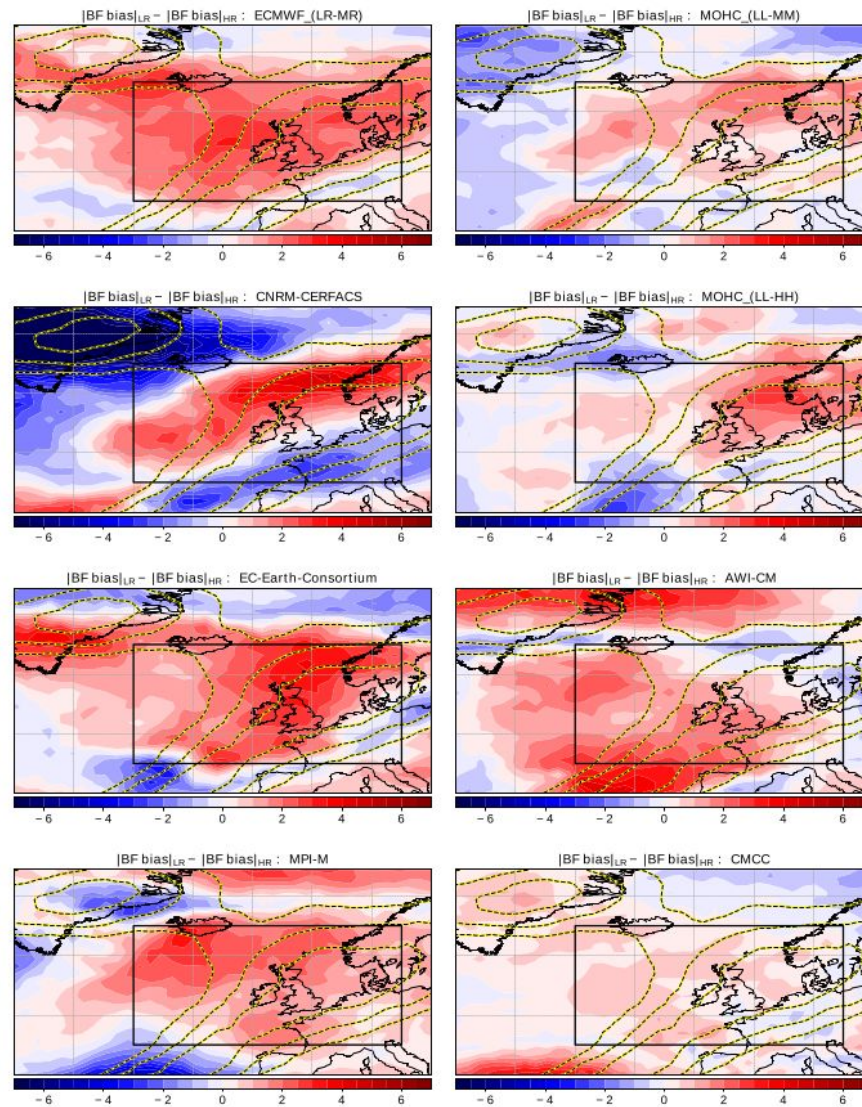 |BF bias|LR − |BF bias|HR : ECMWF_(LR-MR)
|BF bias|LR − |BF bias|HR : MOHC_(LL-MM)
−6 −4 −2 0 2 4 6
−6 −4 −2 0 2 4 6
|BF bias|LR − |BF bias|HR : CNRM-CERFACS
|BF bias|LR − |BF bias|HR : MOHC_(LL-HH)
−6 −4 −2 0 2 4 6
−6 −4 −2 0 2 4 6
|BF bias|LR − |BF bias|HR : EC-Earth-Consortium
|BF bias|LR − |BF bias|HR : AWI-CM
−6 −4 −2 0 2 4 6
−6 −4 −2 0 2 4 6
|BF bias|LR − |BF bias|HR : MPI-M
|BF bias|LR − |BF bias|HR : CMCC
−6 −4 −2 0 2 4 6
−6 −4 −2 0 2 4 6